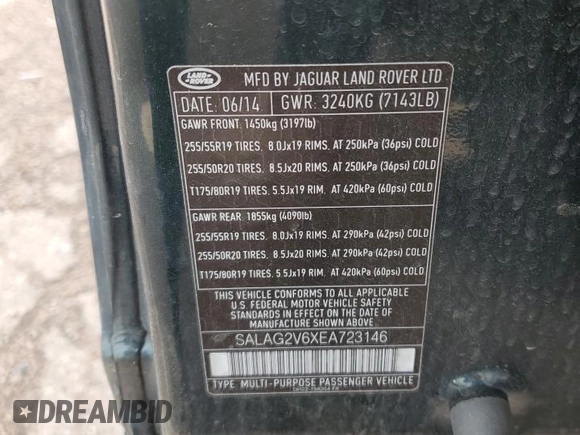 LAND
ROVER
MFD BY JAGUAR LAND ROVER LTD
DATE: 06/14 GWR: 3240KG (7143LB)
GAWR FRONT: 1450kg (3197lb)
255/55R19 TIRES. 8.0Jx19 RIMS. AT 250kPa (36psi) COLD
255/50R20 TIRES. 8.5Jx20 RIMS. AT 250kPa (36psi) COLD
T175/80R19 TIRES. 5.5Jx19 RIM. AT 420kPa (60psi) COLD
GAWR REAR: 1855kg (4090lb)
255/55R19 TIRES. 8.0Jx19 RIMS. AT 290kPa (42psi) COLD
255/50R20 TIRES. 8.5Jx20 RIMS. AT 290kPa (42psi) COLD
T175/80R19 TIRES. 5.5Jx19 RIM. AT 420kPa (60psi) COLD
THIS VEHICLE CONFORMS TO ALL APPLICABLE
U.S. FEDERAL MOTOR VEHICLE SAFETY
STANDARDS IN EFFECT ON THE DATE OF
MANUFACTURE SHOWN ABOVE.
SALAG2V6XEA723146
TYPE: MULTI-PURPOSE PASSENGER VEHICLE
AUTOBIDHISTORY